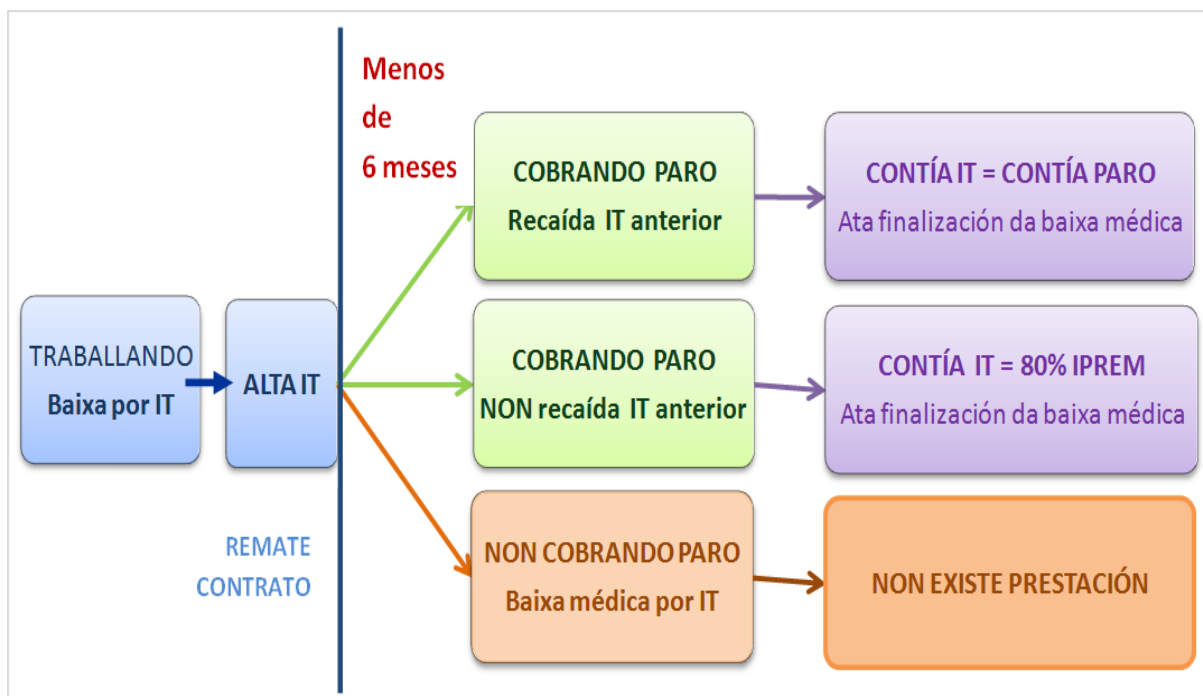 Menos
de
6 meses
TRABALLANDO
Baixa por IT
ALTA IT
REMATE
CONTRATO
COBRANDO PARO
Recaída IT anterior
CONTÍA IT = CONTÍA PARO
Ata finalización da baixa médica
COBRANDO PARO
NON recaída IT anterior
CONTÍA IT = 80% IPREM
Ata finalización da baixa médica
NON COBRANDO PARO
Baixa médica por IT
NON EXISTE PRESTACIÓN